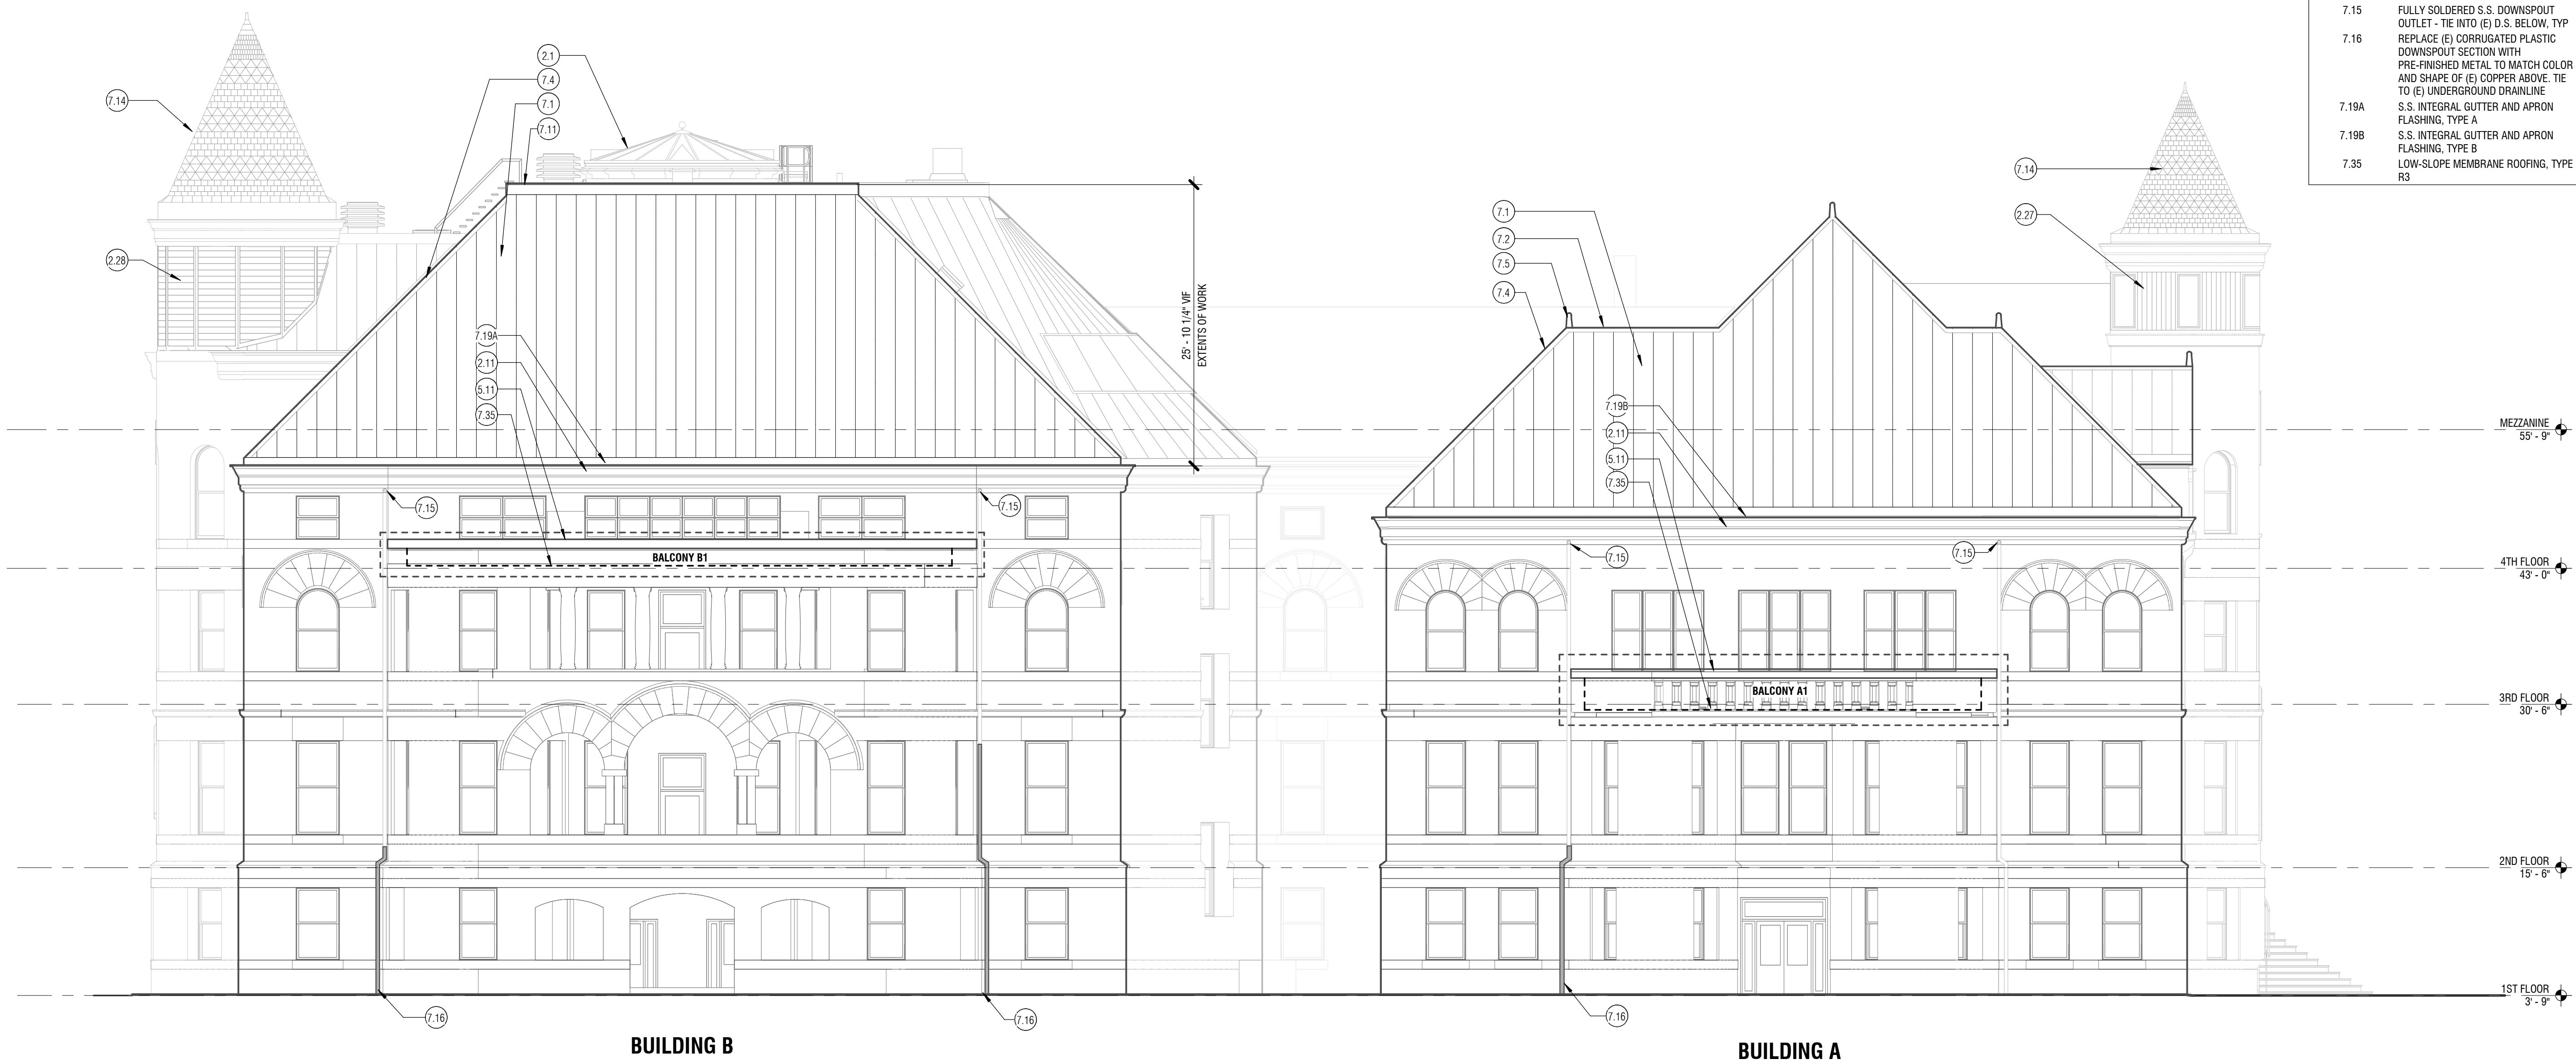 7.15 FULLY SOLDERED S.S. DOWNSPOUT
OUTLET - TIE INTO (E) D.S. BELOW, TYP
7.16 REPLACE (E) CORRUGATED PLASTIC
DOWNSPOUT SECTION WITH
PRE-FINISHED METAL TO MATCH COLOR
AND SHAPE OF (E) COPPER ABOVE. TIE
TO (E) UNDERGROUND DRAINLINE
7.19A S.S. INTEGRAL GUTTER AND APRON
FLASHING, TYPE A
7.19B S.S. INTEGRAL GUTTER AND APRON
FLASHING, TYPE B
7.35 LOW-SLOPE MEMBRANE ROOFING, TYPE
R3
2.1
7.4
7.1
7.11
7.14
2.28
7.19A
2.11
5.11
7.35
25' - 10 1/4" VIF
EXTENTS OF WORK
7.15
7.15
BALCONY B1
7.16
7.16
BUILDING B
7.14
2.27
7.1
7.2
7.5
7.4
7.19B
2.11
5.11
7.35
7.15
7.15
BALCONY A1
7.16
BUILDING A
MEZZANINE
55' - 9"
4TH FLOOR
43' - 0"
3RD FLOOR
30' - 6"
2ND FLOOR
15' - 6"
1ST FLOOR
3' - 9"